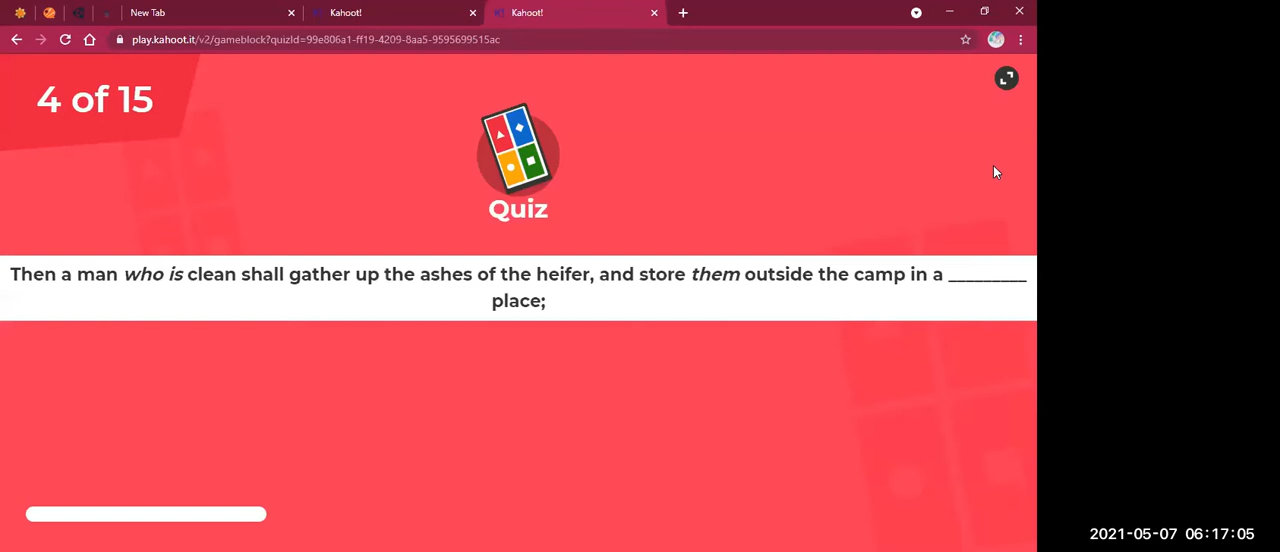 New Tab
Kahoot!
Kahoot!
play.kahoot.it/v2/gameblock?quizId=99e806a1-ff19-4209-8aa5-9595699515ac
4 of 15
Quiz
Then a man who is clean shall gather up the ashes of the heifer, and store them outside the camp in a _________
place;
2021-05-07 06:17:05